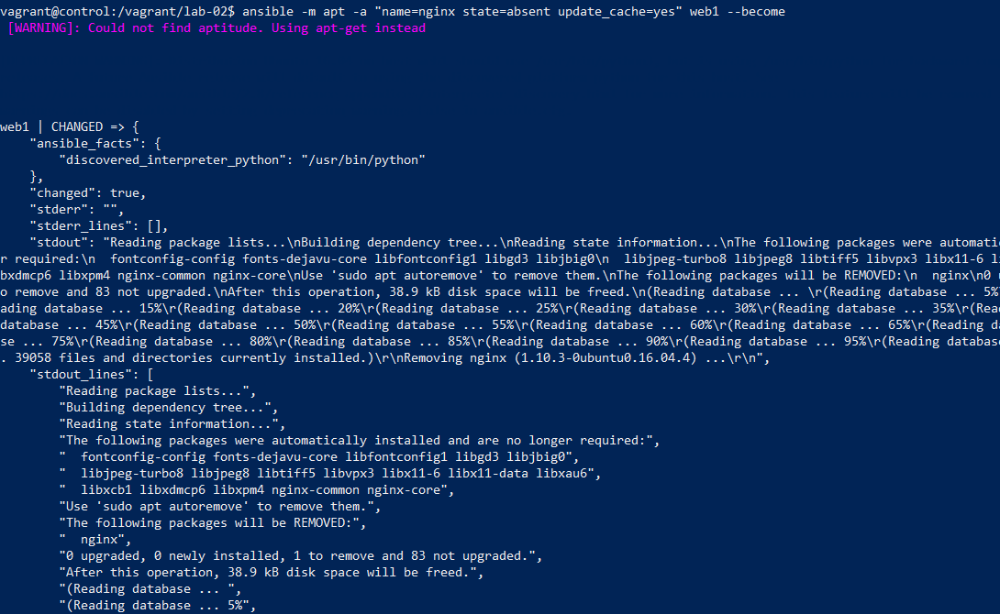 vagrant@control:/vagrant/lab-02$ ansible -m apt -a "name=nginx state=absent update_cache=yes" web1 --become
[WARNING]: Could not find aptitude. Using apt-get instead
web1 | CHANGED => {
"ansible_facts": {
"discovered_interpreter_python": "/usr/bin/python"
},
"changed": true,
"stderr": "",
"stderr_lines": [],
"stdout": "Reading package lists...\nBuilding dependency tree...\nReading state information...\nThe following packages were automati
r required:\n  fontconfig-config fonts-dejavu-core libfontconfig1 libgd3 libjbig0\n  libjpeg-turbo8 libjpeg8 libtiff5 libvpx3 libx11-6 li
bxdmcp6 libxpm4 nginx-common nginx-core\nUse 'sudo apt autoremove' to remove them.\nThe following packages will be REMOVED:\n  nginx\n0 u
o remove and 83 not upgraded.\nAfter this operation, 38.9 kB disk space will be freed.\n(Reading database ... \r(Reading database ... 5%
ading database ... 15%\r(Reading database ... 20%\r(Reading database ... 25%\r(Reading database ... 30%\r(Reading database ... 35%\r(Rea
database ... 45%\r(Reading database ... 50%\r(Reading database ... 55%\r(Reading database ... 60%\r(Reading database ... 65%\r(Reading da
se ... 75%\r(Reading database ... 80%\r(Reading database ... 85%\r(Reading database ... 90%\r(Reading database ... 95%\r(Reading databas
. 39058 files and directories currently installed.)\r\nRemoving nginx (1.10.3-0ubuntu0.16.04.4) ...\r\n",
"stdout_lines": [
"Reading package lists...",
"Building dependency tree...",
"Reading state information...",
"The following packages were automatically installed and are no longer required:",
"  fontconfig-config fonts-dejavu-core libfontconfig1 libgd3 libjbig0",
"  libjpeg-turbo8 libjpeg8 libtiff5 libvpx3 libx11-6 libx11-data libxau6",
"  libxcb1 libxdmcp6 libxpm4 nginx-common nginx-core",
"Use 'sudo apt autoremove' to remove them.",
"The following packages will be REMOVED:",
"  nginx",
"0 upgraded, 0 newly installed, 1 to remove and 83 not upgraded.",
"After this operation, 38.9 kB disk space will be freed.",
"(Reading database ... ",
"(Reading database ... 5%",